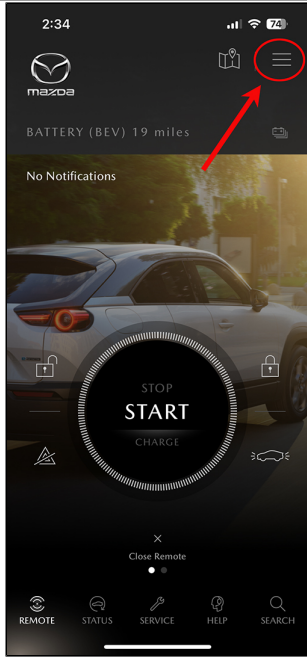 2:34
74
mazda
BATTERY (BEV) 19 miles
No Notifications
STOP
START
CHARGE
Close Remote
REMOTE STATUS SERVICE HELP SEARCH